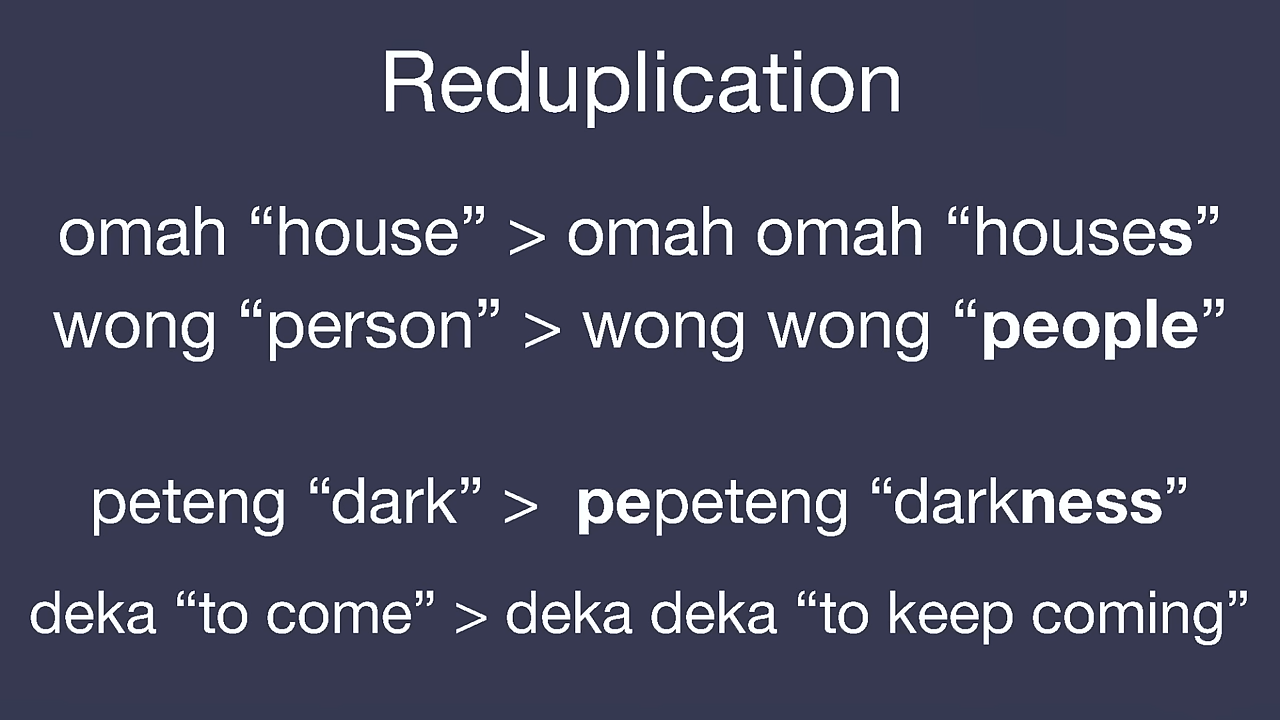 Reduplication
omah “house” > omah omah “houses”
wong “person” > wong wong “people”
peteng “dark” > pepeteng “darkness”
deka “to come” > deka deka “to keep coming”